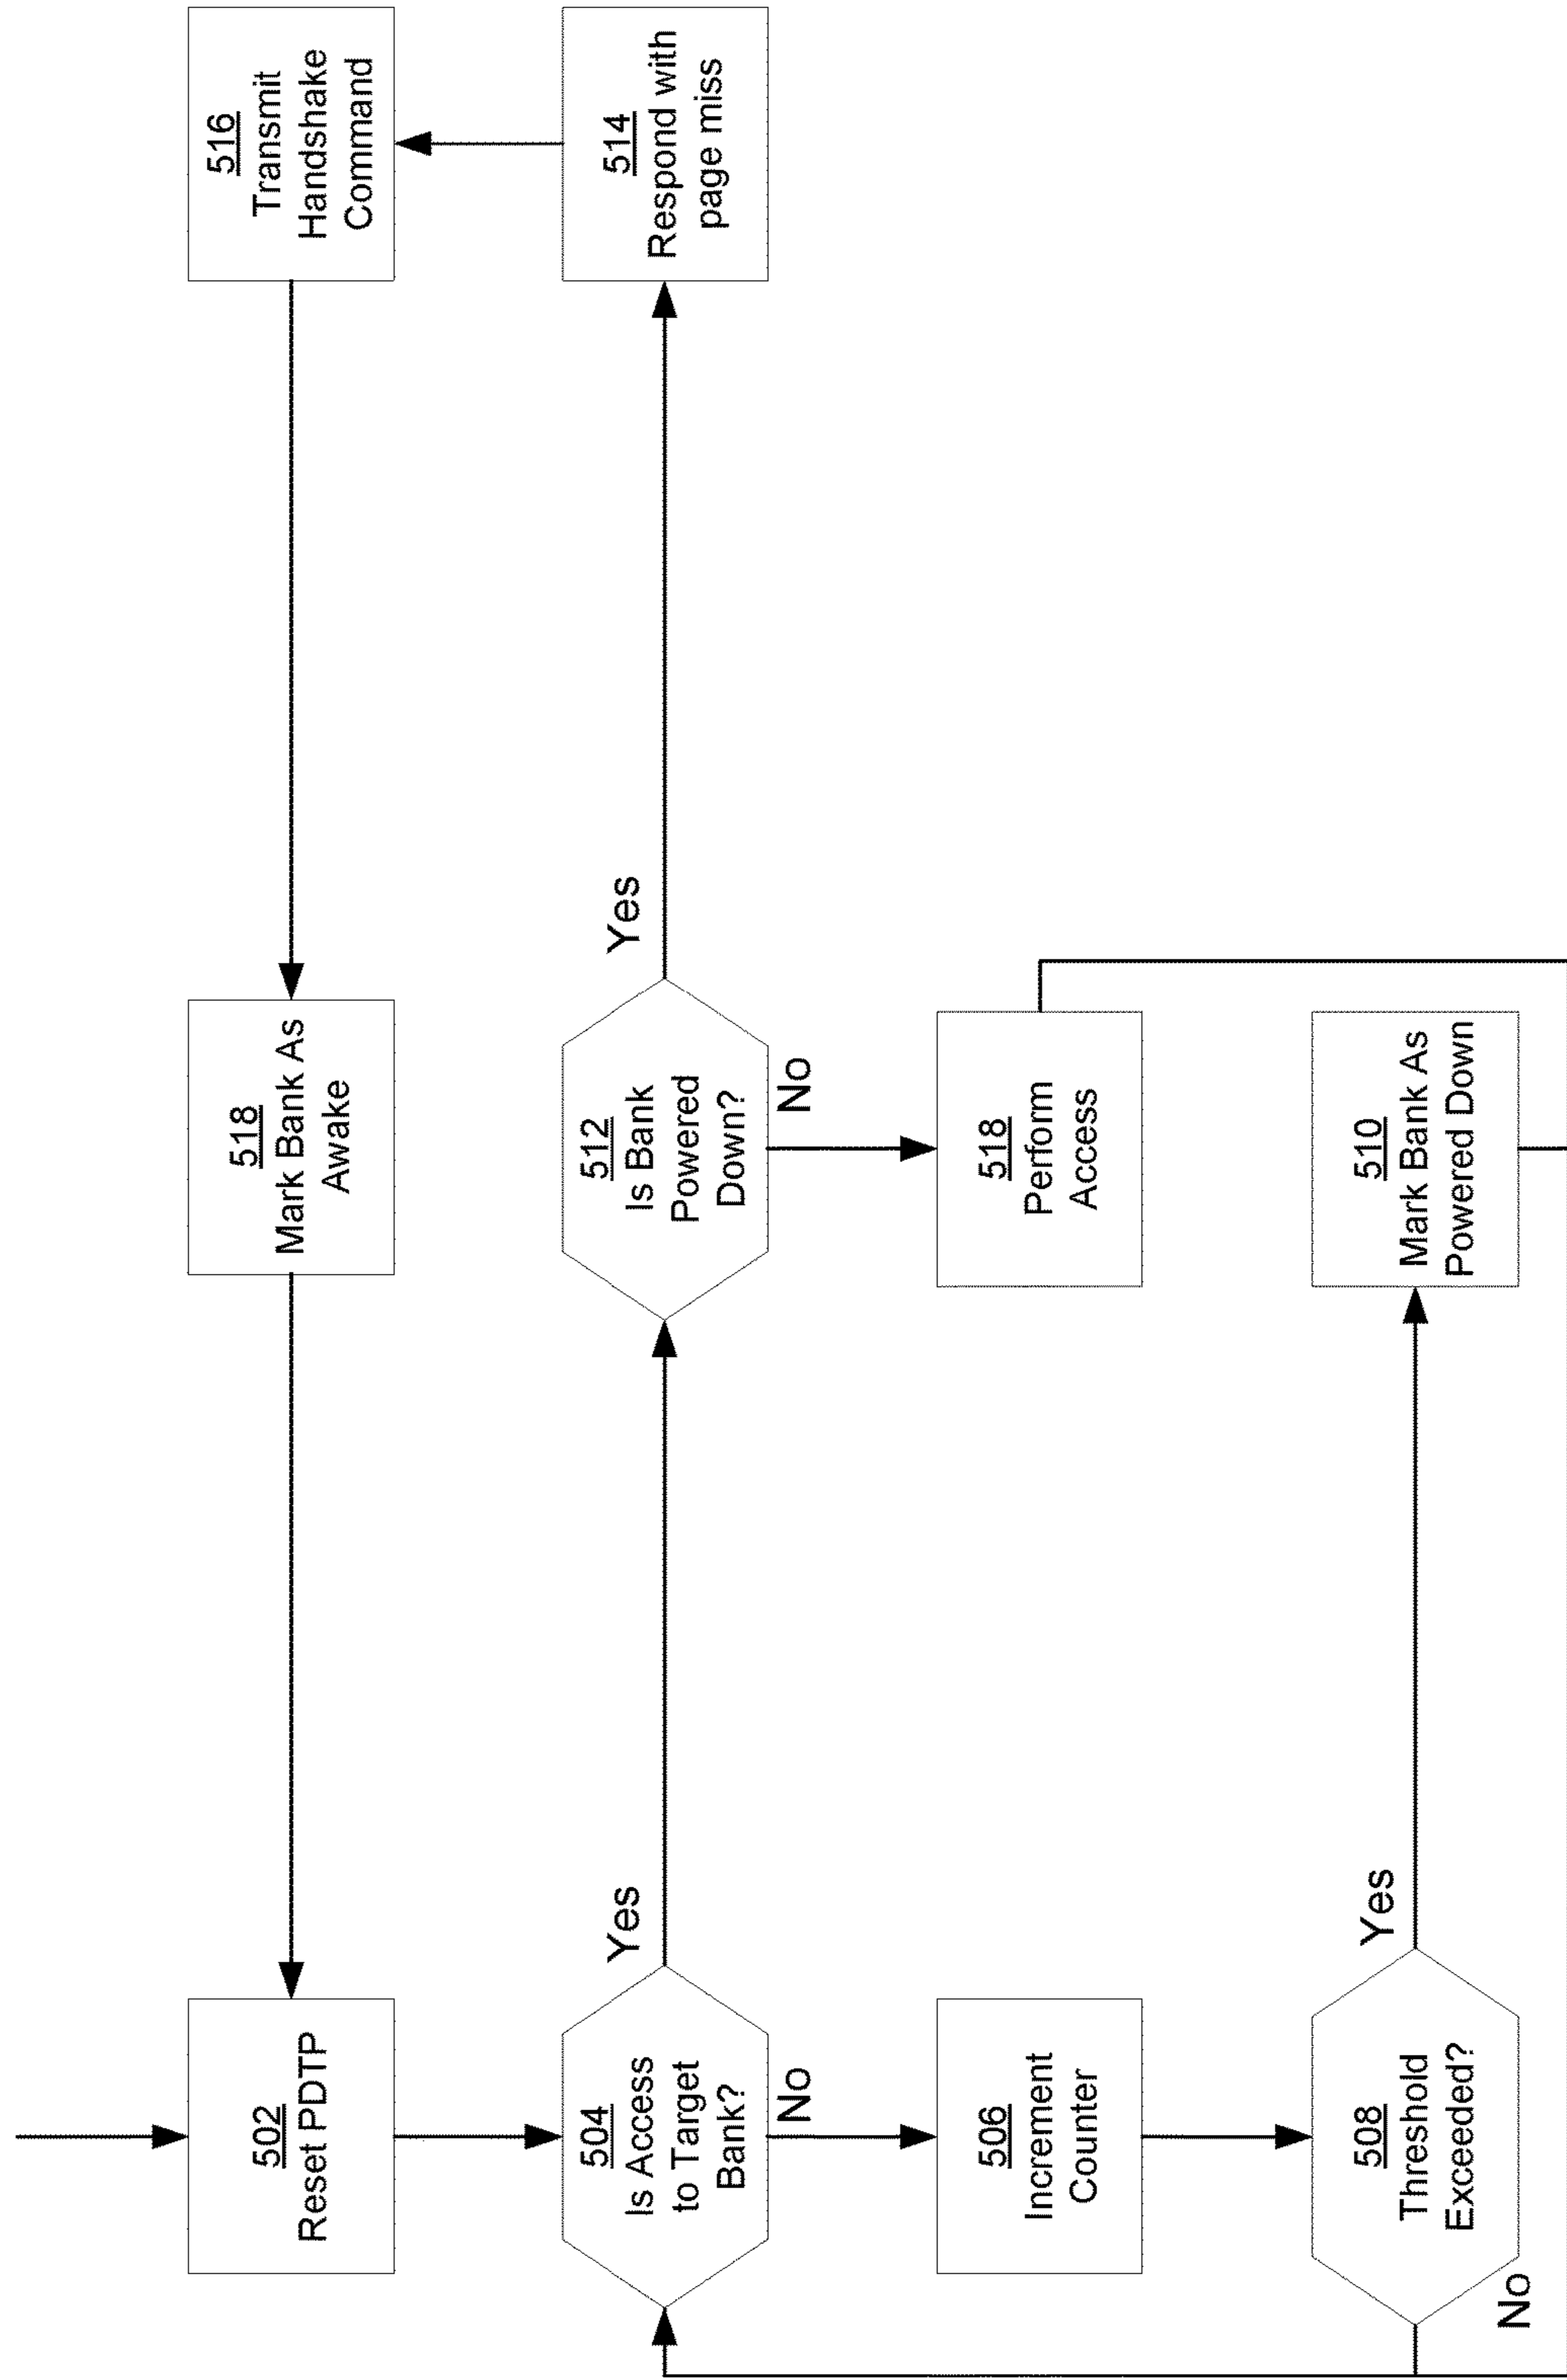 502
Reset PDTP
504
Is Access
to Target
Bank?
Yes
No
506
Increment
Counter
508
Threshold
Exceeded?
Yes
No
510
Mark Bank As
Powered Down
512
Is Bank
Powered
Down?
Yes
No
518
Perform
Access
514
Respond with
page miss
516
Transmit
Handshake
Command
518
Mark Bank As
Awake